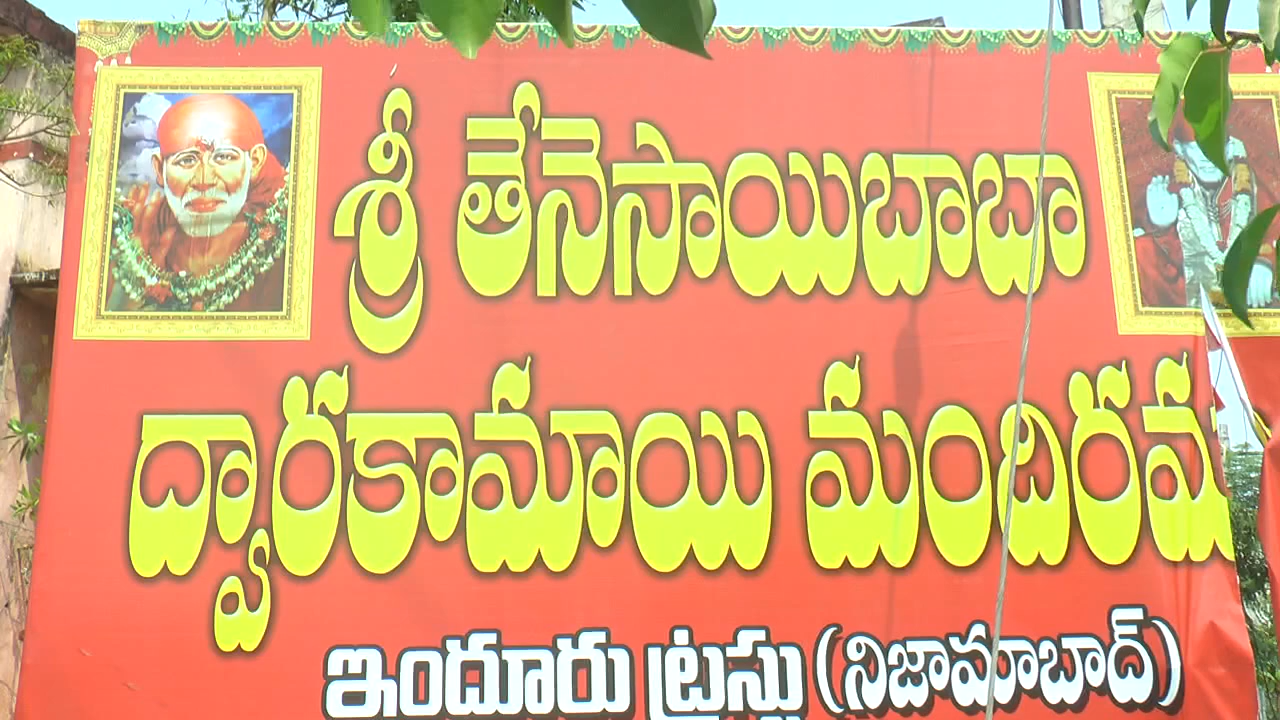 శ్రీ తేనెసాయిబాబా
ద్వారకామాయి మందిరమ
ఇందూరు ట్రస్టు (నిజామాబాద్)